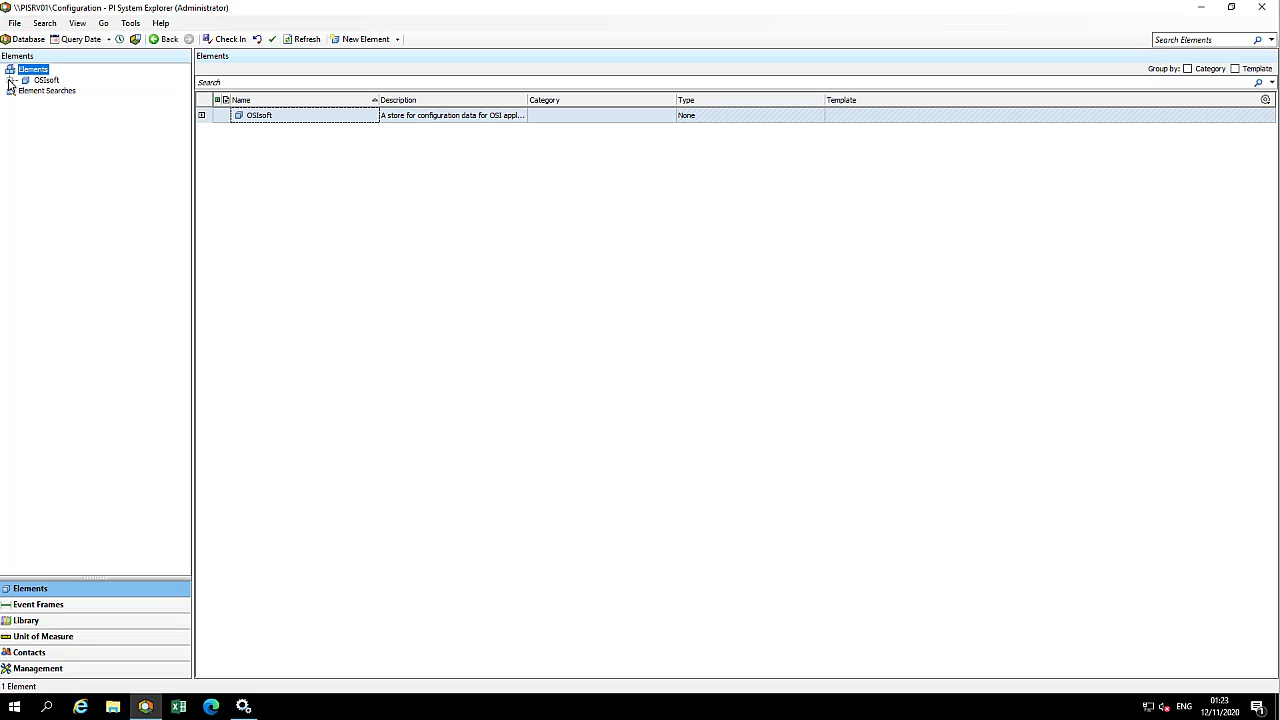 \\PISRV01\Configuration - PI System Explorer (Administrator)
File Search View Go Tools Help
Database Query Date Back Check In Refresh New Element Search Elements
Elements
Elements
OSIsoft
Element Searches
Elements
Event Frames
Library
Unit of Measure
Contacts
Management
Elements
Group by: Category Template
Search
Name Description Category Type Template
OSIsoft A store for configuration data for OSI appl... None
1 Element
ENG 01:23
12/11/2020
1